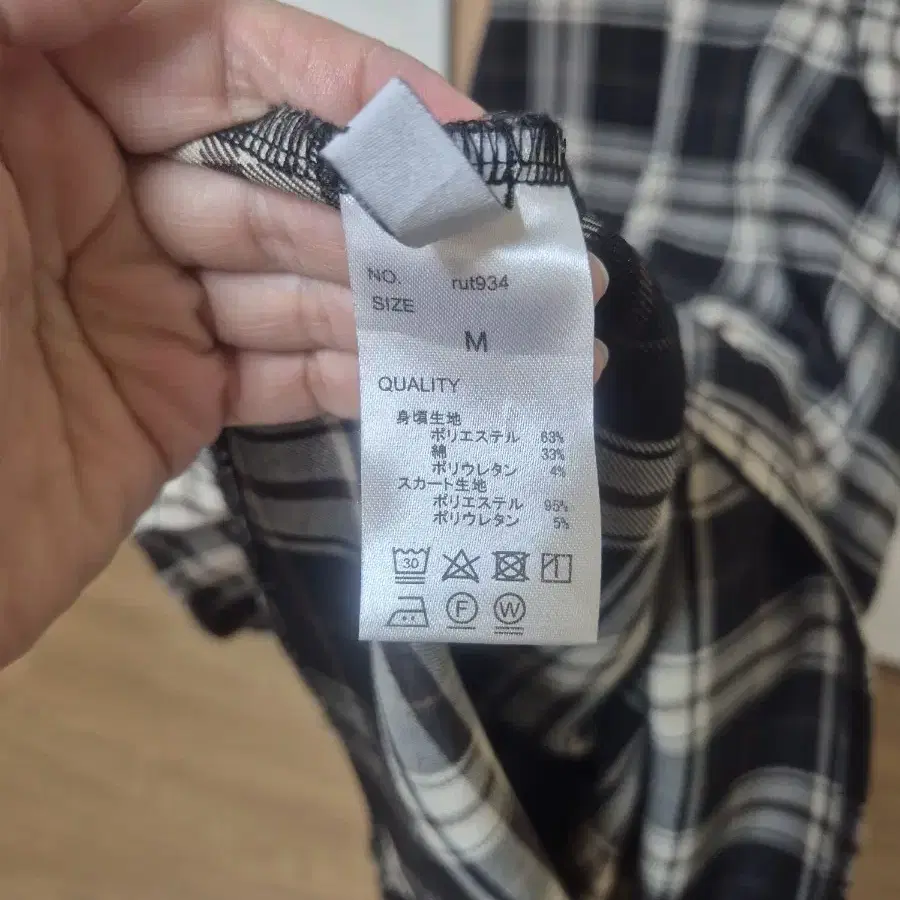 NO. rut934
SIZE
M
QUALITY
身頃生地
ポリエステル 63%
綿 33%
ポリウレタン 4%
スカート生地
ポリエステル 95%
ポリウレタン 5%
30
F W